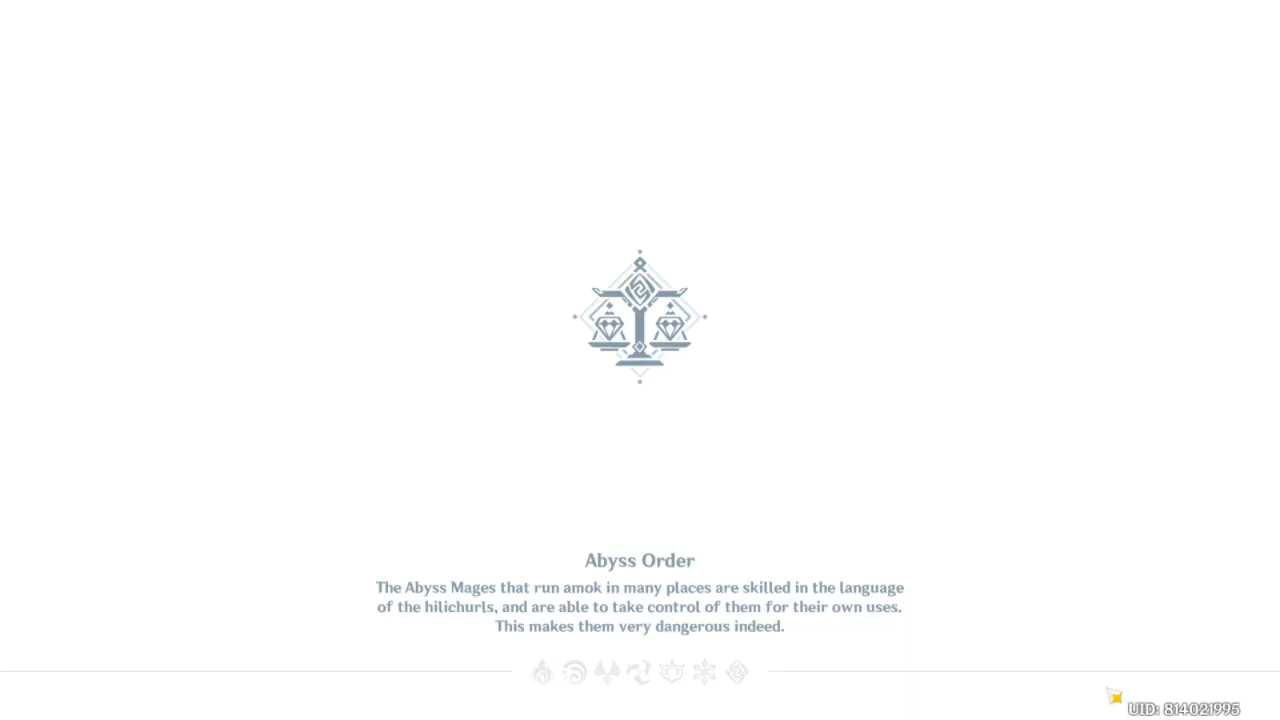 Abyss Order
The Abyss Mages that run amok in many places are skilled in the language
of the hilichurls, and are able to take control of them for their own uses.
This makes them very dangerous indeed.
UID: 814021995